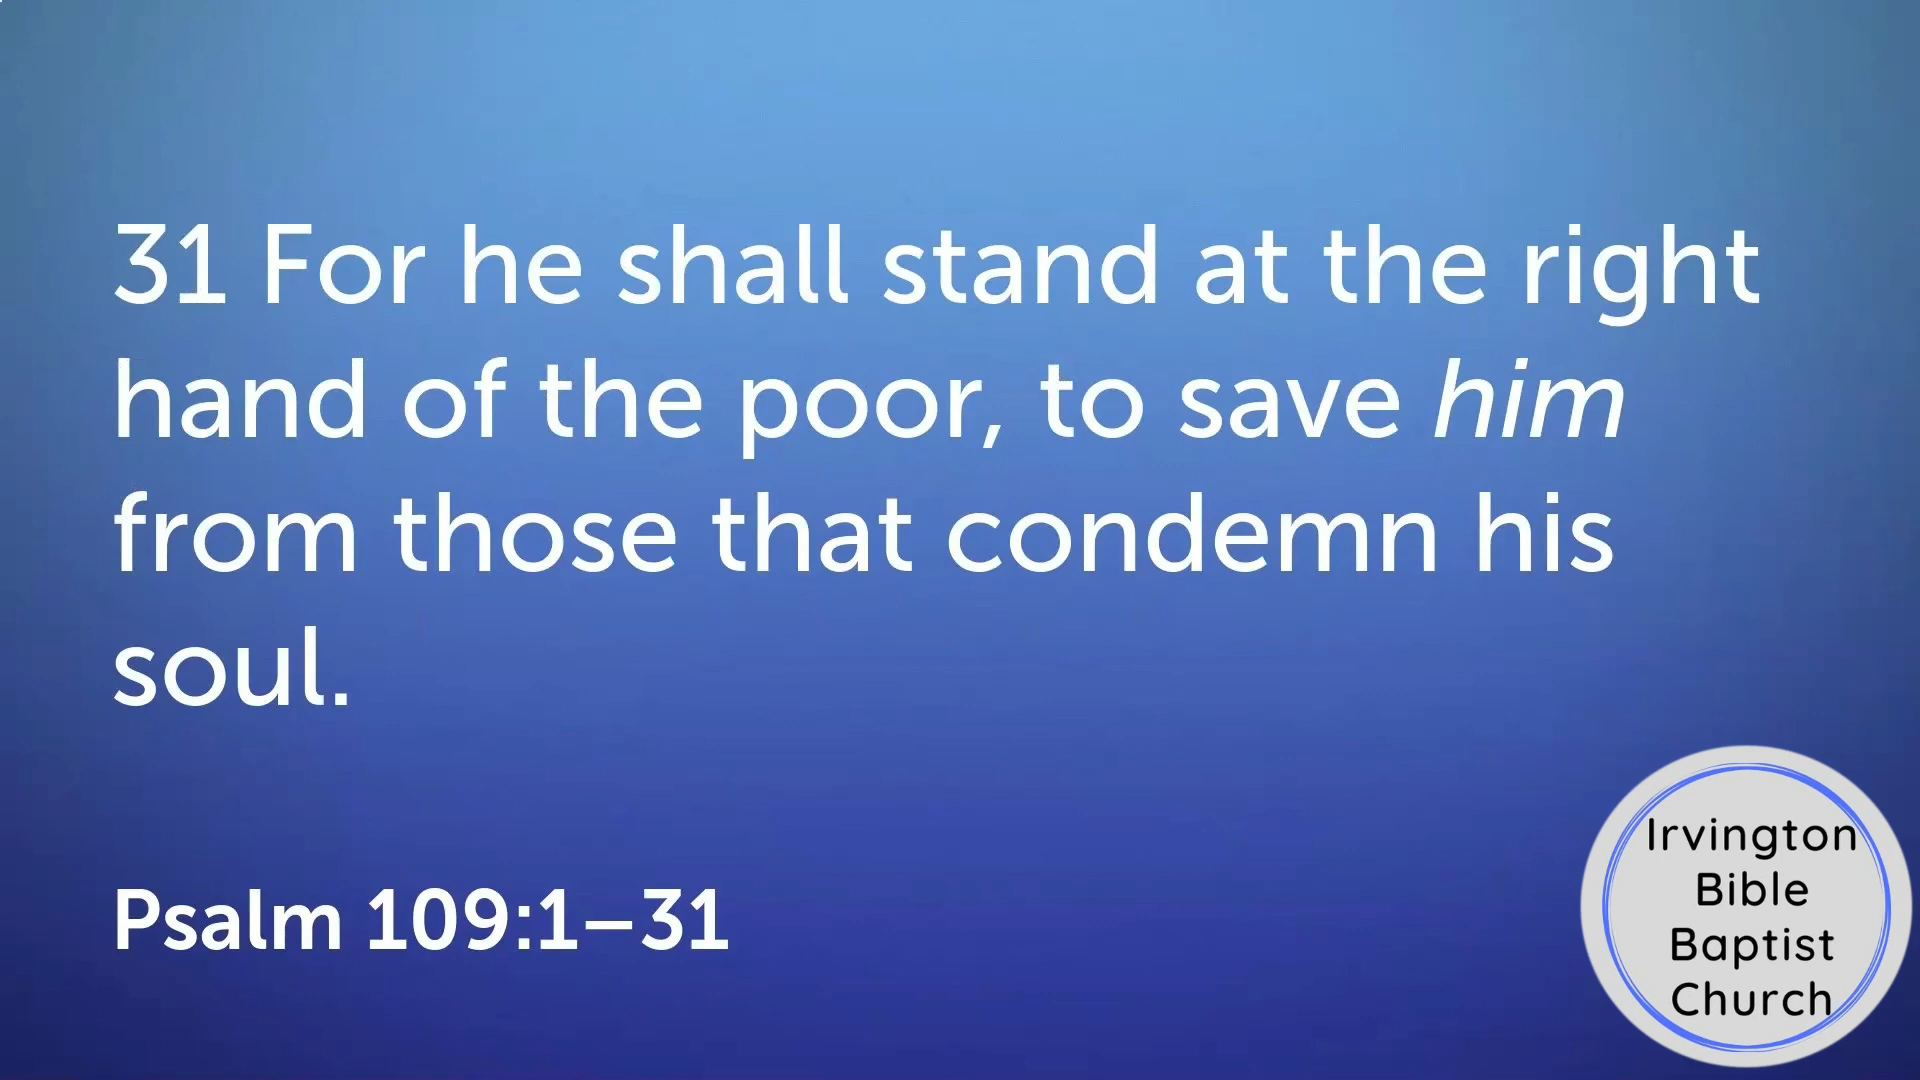 31 For he shall stand at the right
hand of the poor, to save him
from those that condemn his
soul.
Psalm 109:1–31
Irvington
Bible
Baptist
Church